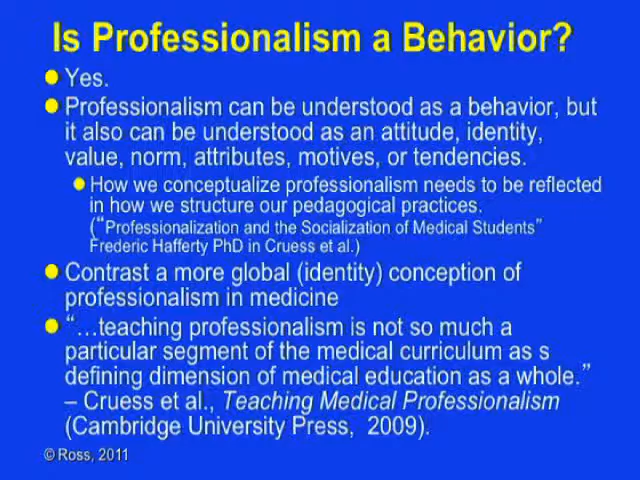 Is Professionalism a Behavior?
Yes.
Professionalism can be understood as a behavior, but
it also can be understood as an attitude, identity,
value, norm, attributes, motives, or tendencies.
How we conceptualize professionalism needs to be reflected
in how we structure our pedagogical practices.
(“Professionalization and the Socialization of Medical Students”
Frederic Hafferty PhD in Cruess et al.)
Contrast a more global (identity) conception of
professionalism in medicine
“…teaching professionalism is not so much a
particular segment of the medical curriculum as s
defining dimension of medical education as a whole.”
– Cruess et al., Teaching Medical Professionalism
(Cambridge University Press, 2009).
© Ross, 2011